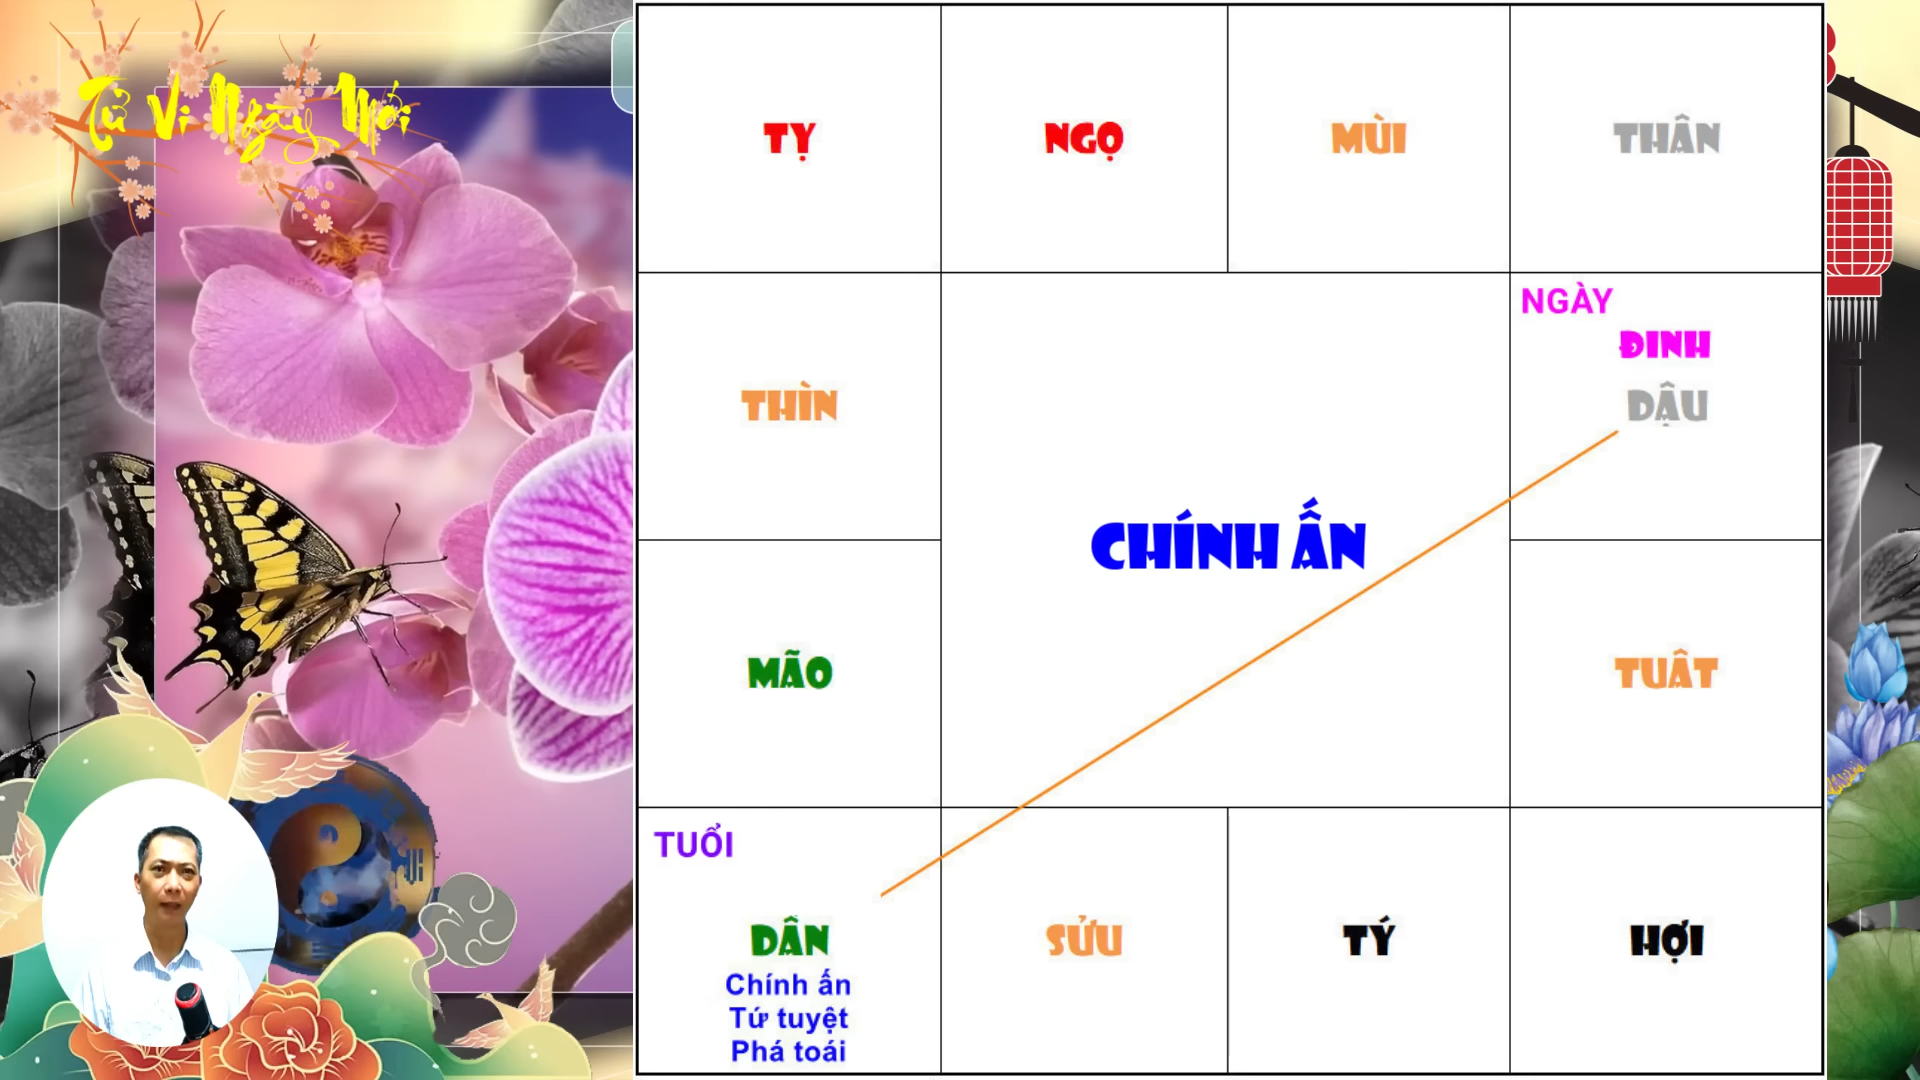 Tử Vi Ngày Mới
TỴ
NGỌ
MÙI
THÂN
THÌN
NGÀY
ĐINH
DẬU
CHÍNH ẤN
MÃO
TUẤT
TUỔI
DẦN
Chính ấn
Tứ tuyệt
Phá toái
SỬU
TÝ
HỢI